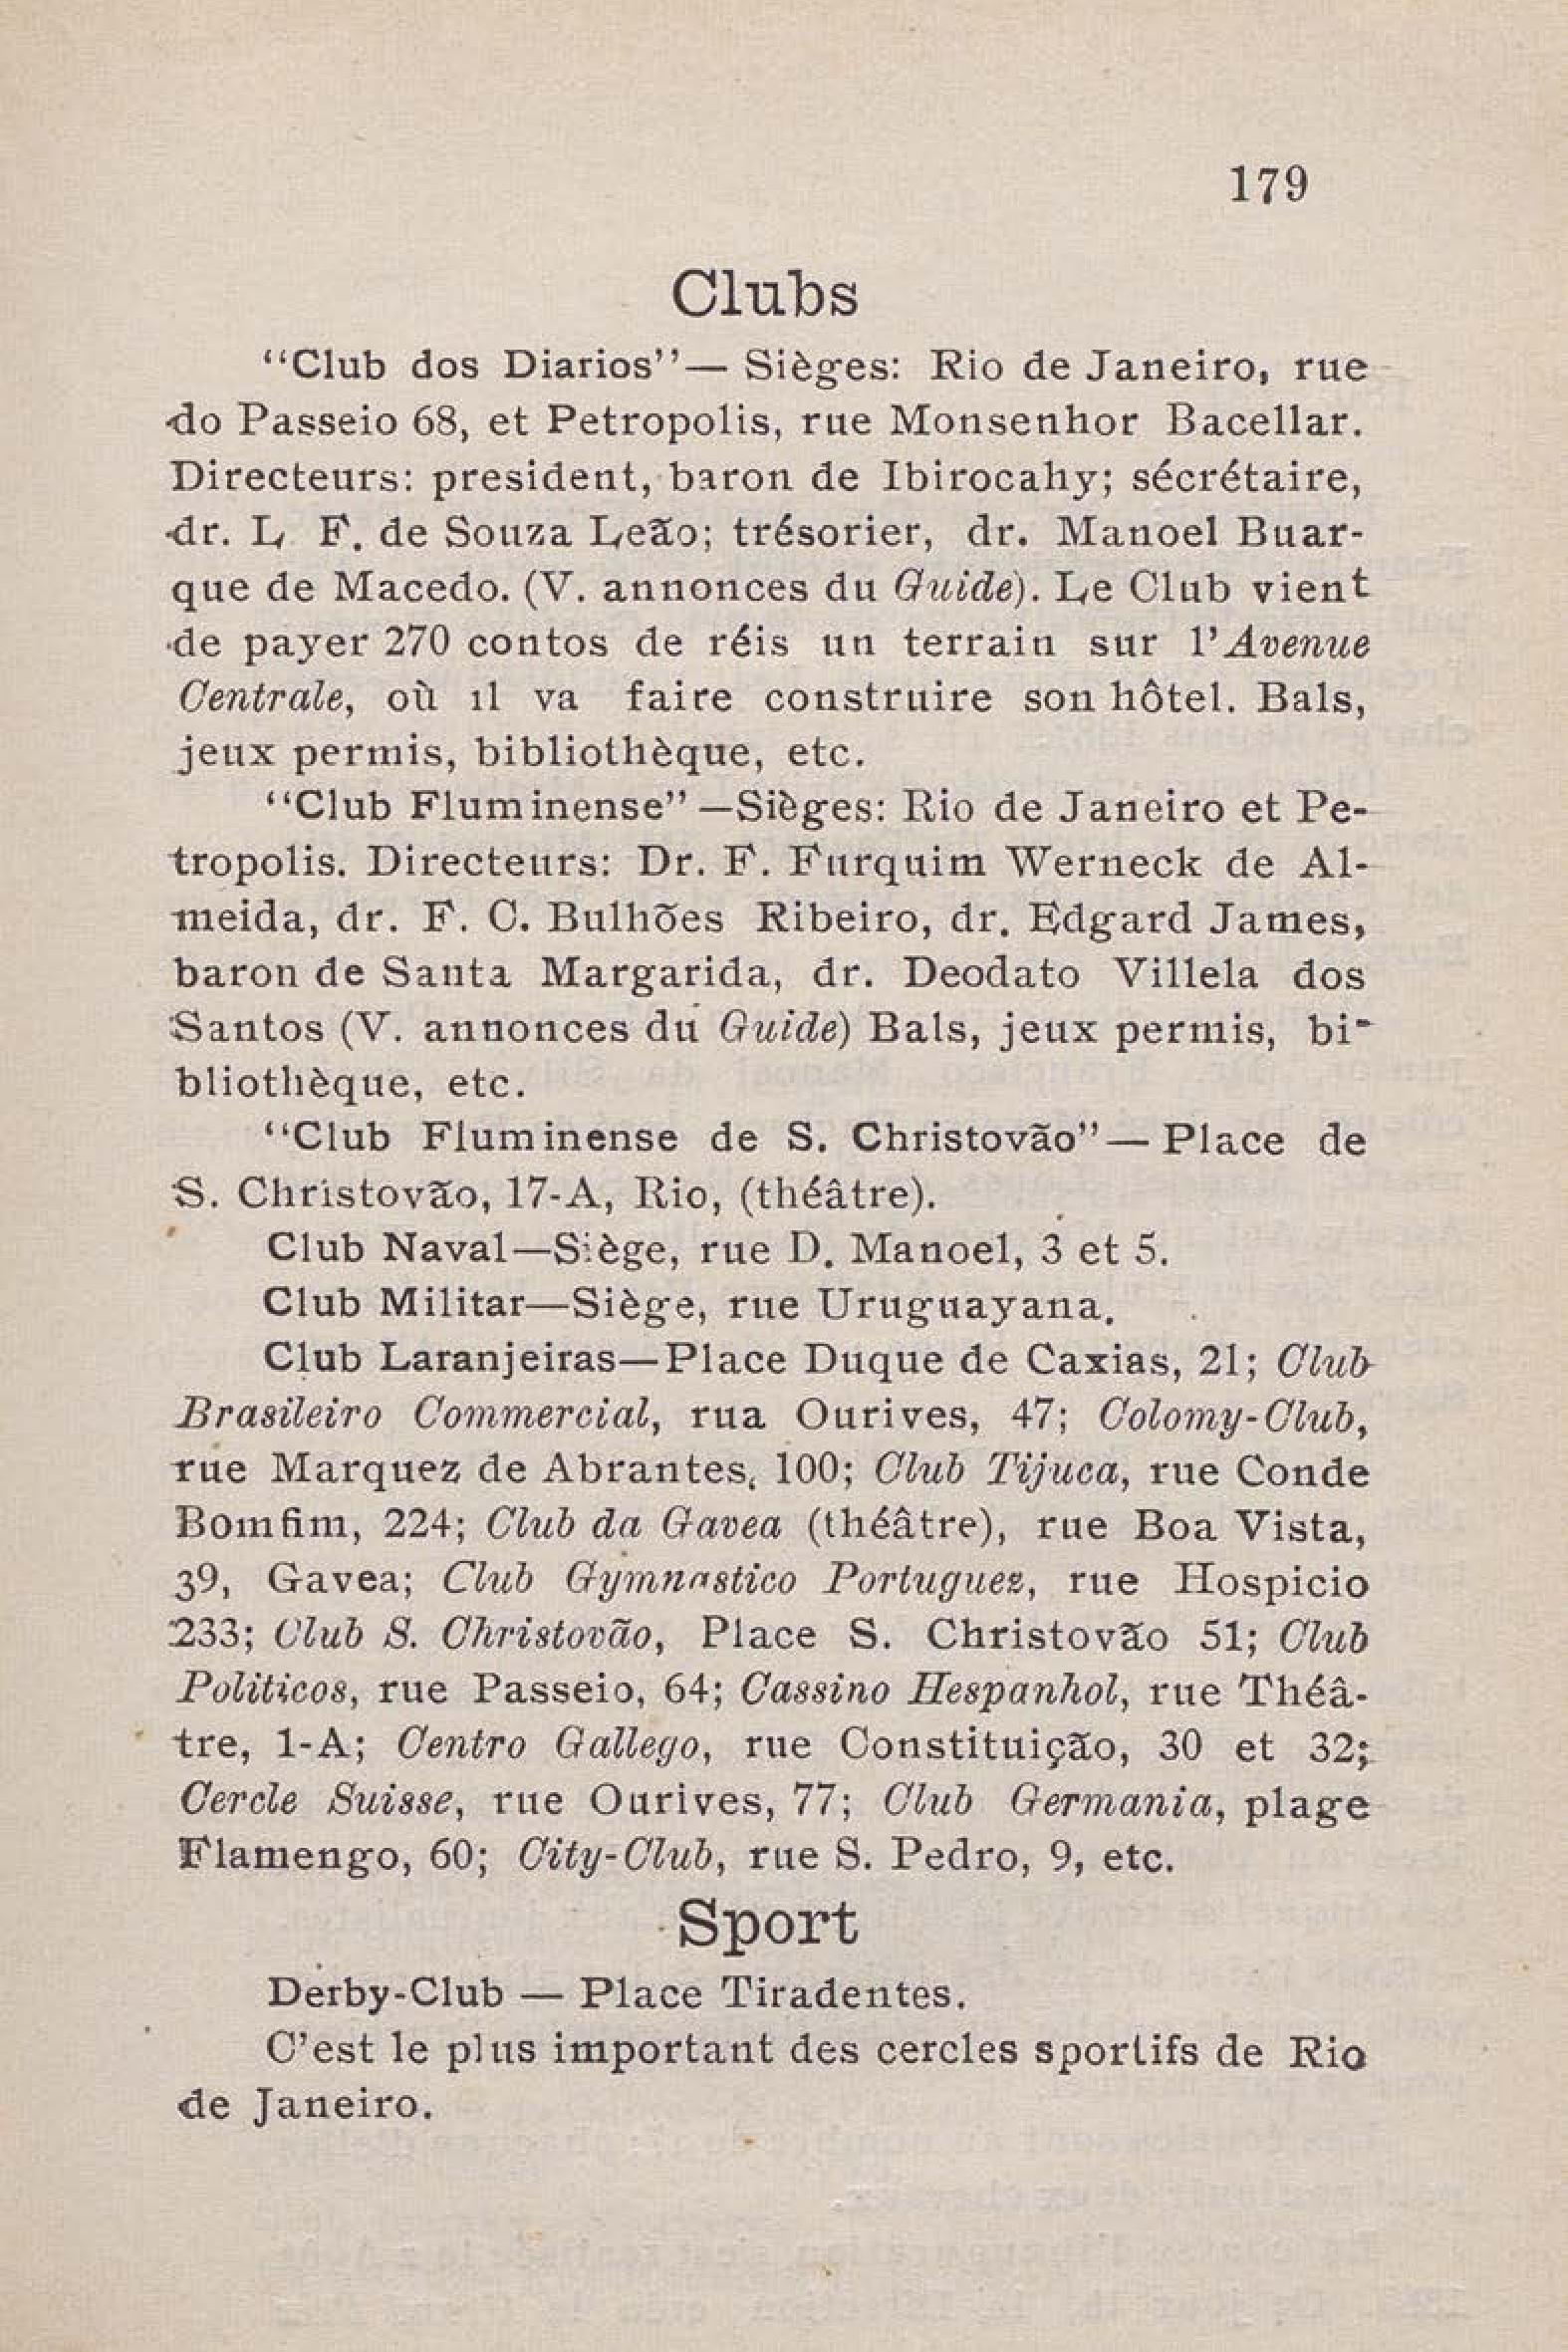 179
Clubs
"Club dos Diarios"— Sièges: Rio de Janeiro, rue
do Passeio 68, et Petropolis, rue Monsenhor Bacellar.
Directeurs: president, baron de Ibirocahy; sécrétaire,
dr. L F. de Souza Leão; trésorier, dr. Manoel Buar-
que de Macedo. (V. annonces du Guide). Le Club vient
de payer 270 contos de réis un terrain sur l'Avenue
Centrale, où il va faire construire son hôtel. Bals,
jeux permis, bibliothèque, etc.
"Club Fluminense" —Sièges: Rio de Janeiro et Pe-
tropolis. Directeurs: Dr. F. Furquim Werneck de Al-
meida, dr. F. C. Bulhões Ribeiro, dr. Edgard James,
baron de Santa Margarida, dr. Deodato Villela dos
Santos (V. annonces du Guide) Bals, jeux permis, bi-
bliothèque, etc.
"Club Fluminense de S. Christovão"— Place de
S. Christovão, 17-A, Rio, (théâtre).
Club Naval—Siège, rue D. Manoel, 3 et 5.
Club Militar—Siège, rue Uruguayana.
Club Laranjeiras—Place Duque de Caxias, 21; Club
Brasileiro Commercial, rua Ourives, 47; Colomy-Club,
rue Marquez de Abrantes, 100; Club Tijuca, rue Conde
Bomfim, 224; Club da Gavea (théâtre), rue Boa Vista,
39, Gavea; Club Gymnastico Portuguez, rue Hospicio
233; Club S. Christovão, Place S. Christovão 51; Club
Politicos, rue Passeio, 64; Cassino Hespanhol, rue Théâ-
tre, 1-A; Centro Gallego, rue Constituição, 30 et 32;
Cercle Suisse, rue Ourives, 77; Club Germania, plage
Flamengo, 60; City-Club, rue S. Pedro, 9, etc.
Sport
Derby-Club — Place Tiradentes.
C'est le plus important des cercles sportifs de Rio
de Janeiro.